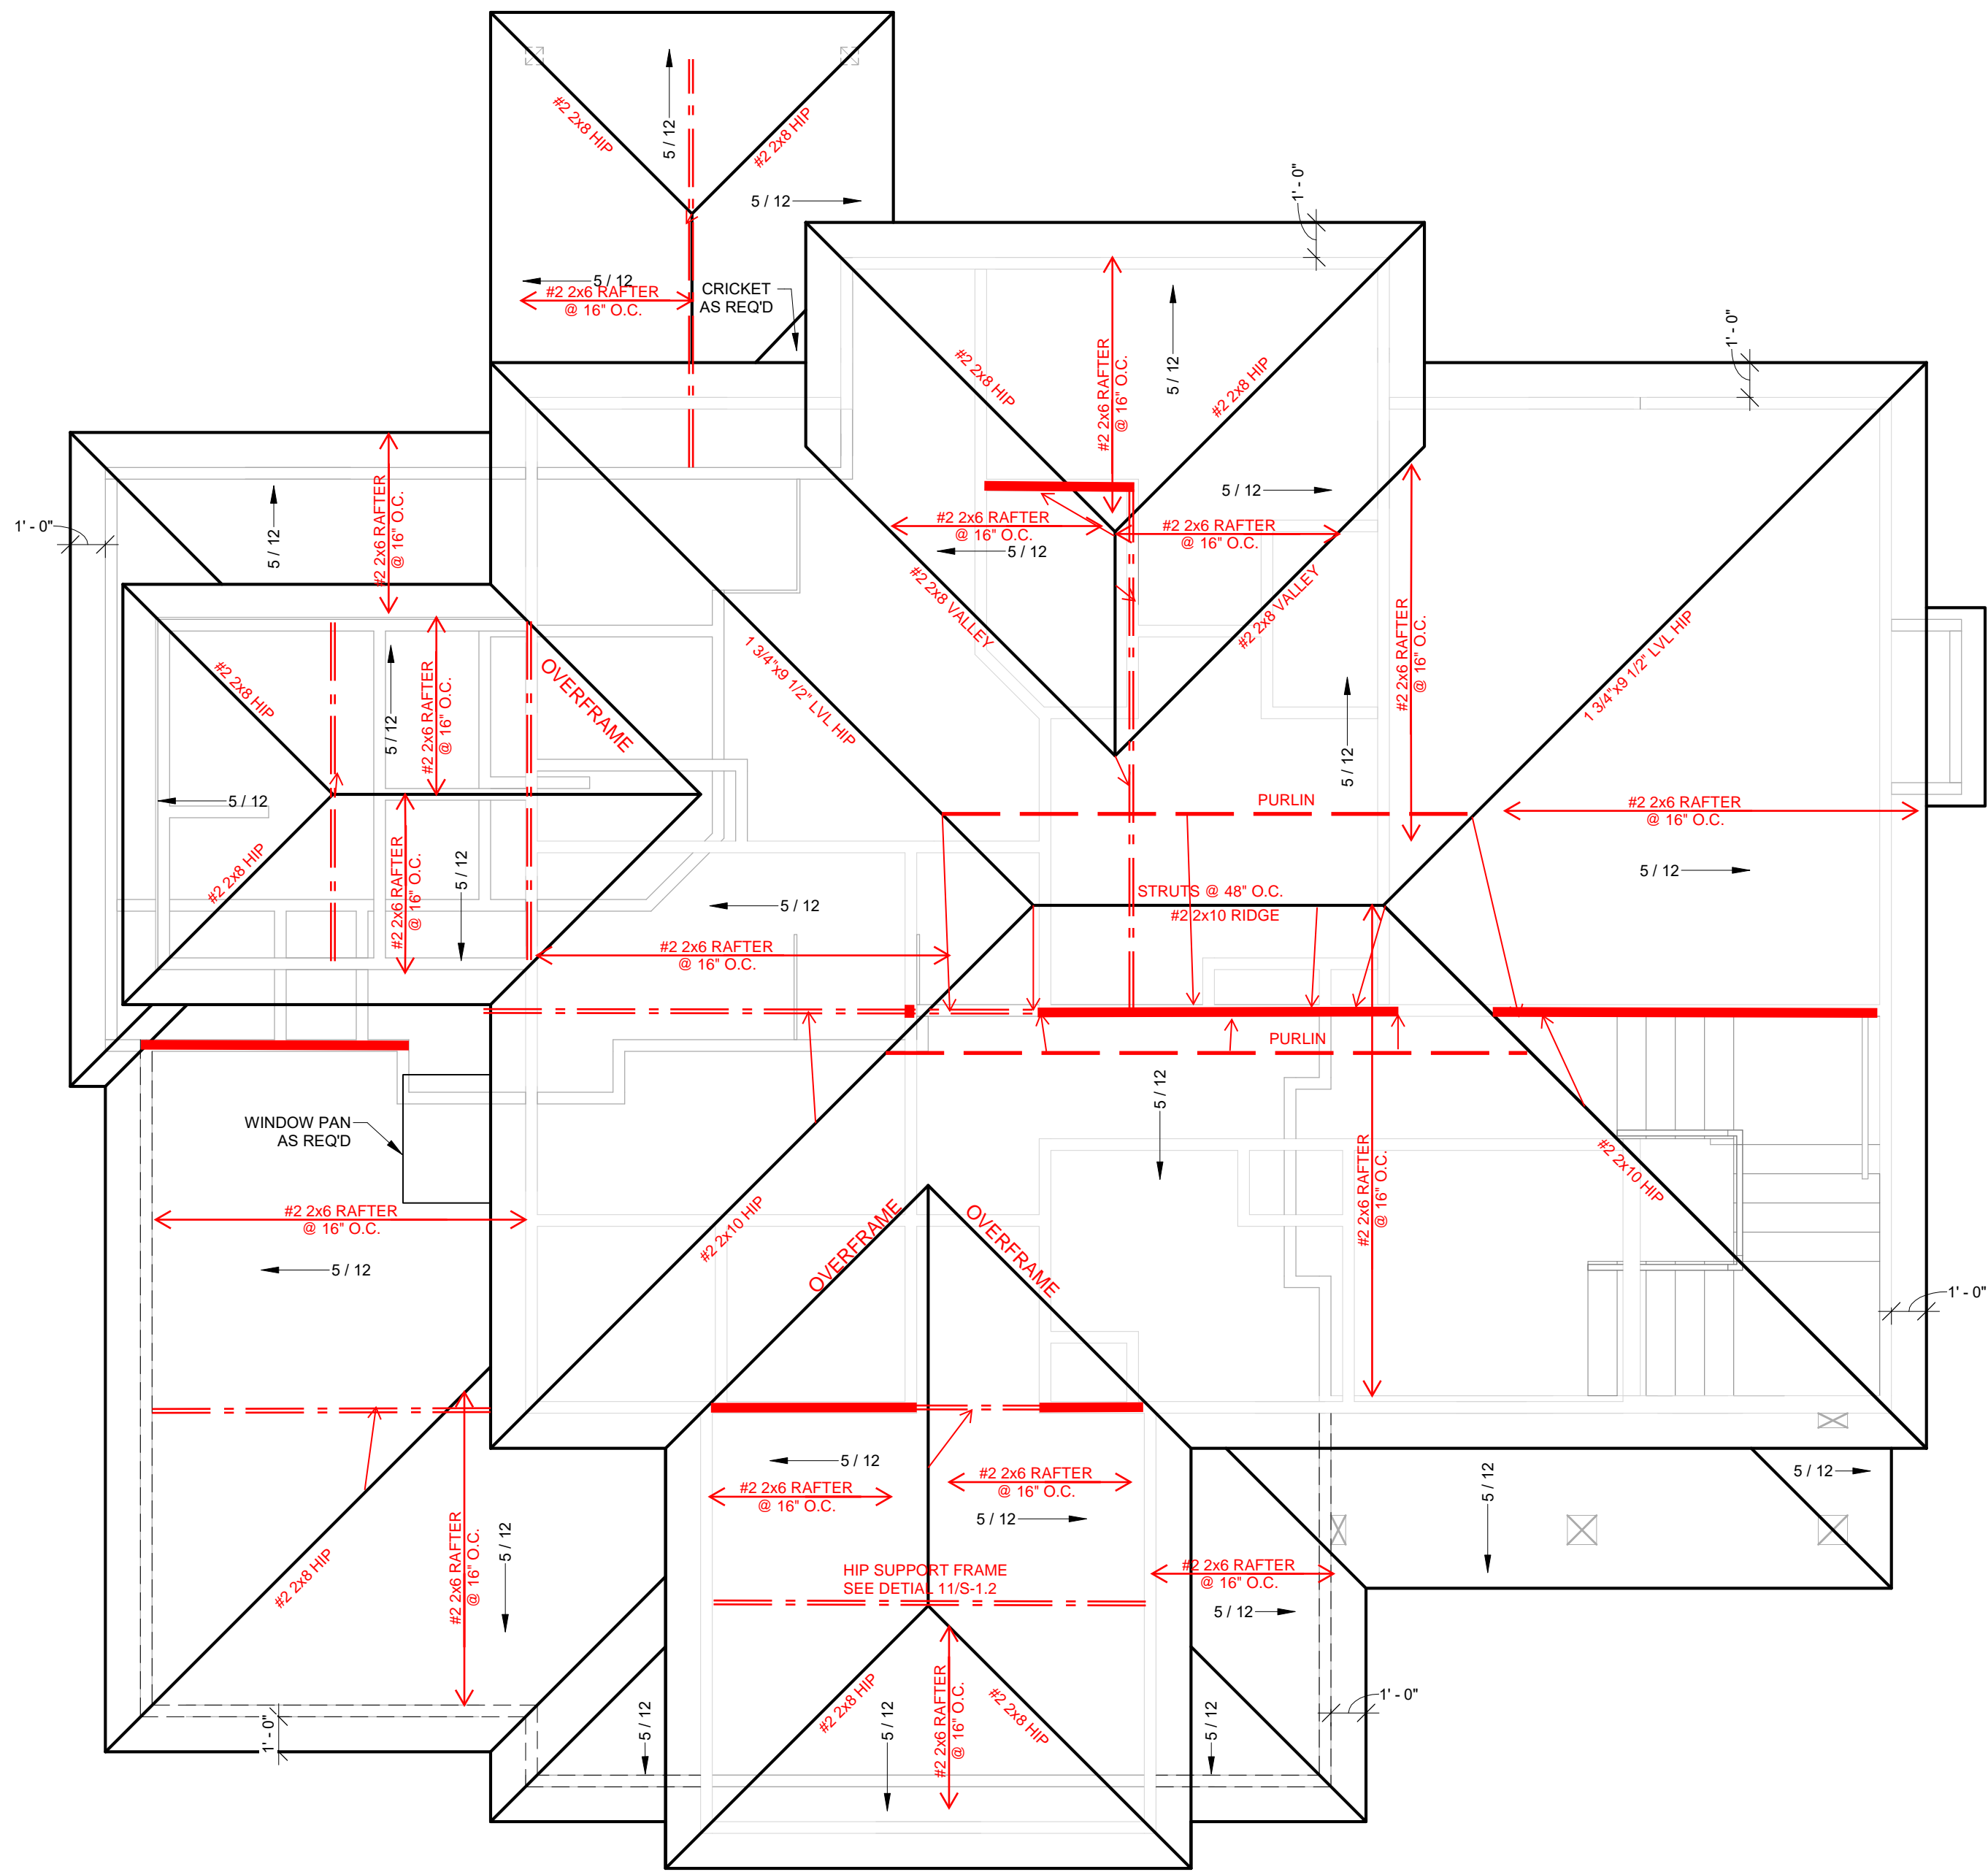 #2 2x8 HIP
#2 2x8 HIP
5 / 12
5 / 12
5 / 12
#2 2x6 RAFTER
@ 16" O.C.
CRICKET
AS REQ'D
1' - 0"
1' - 0"
#2 2x8 HIP
#2 2x6 RAFTER
@ 16" O.C.
5 / 12
#2 2x8 HIP
1' - 0"
5 / 12
#2 2x6 RAFTER
@ 16" O.C.
#2 2x6 RAFTER
@ 16" O.C.
5 / 12
#2 2x6 RAFTER
@ 16" O.C.
5 / 12
#2 2x8 VALLEY
#2 2x8 VALLEY
#2 2x6 RAFTER
@ 16" O.C.
#2 2x8 HIP
5 / 12
#2 2x6 RAFTER
@ 16" O.C.
OVERFRAME
1 3/4"x9 1/2" LVL HIP
1 3/4"x9 1/2" LVL HIP
5 / 12
PURLIN
#2 2x6 RAFTER
@ 16" O.C.
5 / 12
5 / 12
#2 2x8 HIP
#2 2x6 RAFTER
@ 16" O.C.
5 / 12
5 / 12
STRUTS @ 48" O.C.
#2 2x10 RIDGE
#2 2x6 RAFTER
@ 16" O.C.
PURLIN
5 / 12
WINDOW PAN
AS REQ'D
#2 2x6 RAFTER
@ 16" O.C.
5 / 12
#2 2x10 HIP
OVERFRAME
OVERFRAME
#2 2x6 RAFTER
@ 16" O.C.
#2 2x10 HIP
1' - 0"
5 / 12
#2 2x6 RAFTER
@ 16" O.C.
#2 2x6 RAFTER
@ 16" O.C.
5 / 12
5 / 12
5 / 12
#2 2x8 HIP
#2 2x6 RAFTER
@ 16" O.C.
5 / 12
HIP SUPPORT FRAME
SEE DETIAL 11/S-1.2
#2 2x6 RAFTER
@ 16" O.C.
5 / 12
1' - 0"
5 / 12
#2 2x8 HIP
5 / 12
#2 2x6 RAFTER
@ 16" O.C.
#2 2x8 HIP
5 / 12
1' - 0"